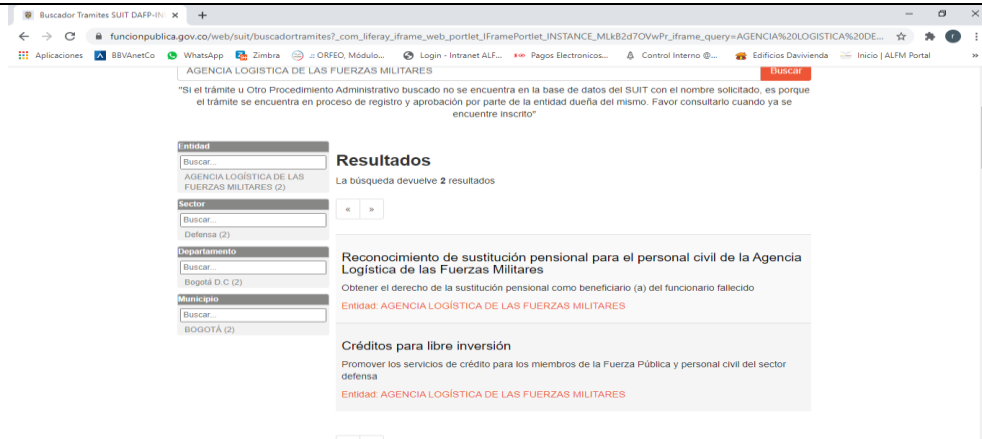 Buscador Tramites SUIT DAFP-IN
funcionpublica.gov.co/web/suit/buscadortramites?_com_liferay_iframe_web_portlet_IFramePortlet_INSTANCE_MLkB2d7OVwPr_iframe_query=AGENCIA%20LOGISTICA%20DE...
Aplicaciones BBVAnetCo WhatsApp Zimbra .:: ORFEO, Módulo... Login - Intranet ALF... Pagos Electronicos... Control Interno @... Edificios Davivienda Inicio | ALFM Portal »
AGENCIA LOGISTICA DE LAS FUERZAS MILITARES Buscar
"Si el trámite u Otro Procedimiento Administrativo buscado no se encuentra en la base de datos del SUIT con el nombre solicitado, es porque
el trámite se encuentra en proceso de registro y aprobación por parte de la entidad dueña del mismo. Favor consultarlo cuando ya se
encuentre inscrito"
Entidad
Buscar...
AGENCIA LOGÍSTICA DE LAS
FUERZAS MILITARES (2)
Sector
Buscar...
Defensa (2)
Departamento
Buscar...
Bogotá D.C (2)
Municipio
Buscar...
BOGOTÁ (2)
Resultados
La búsqueda devuelve 2 resultados
« »
Reconocimiento de sustitución pensional para el personal civil de la Agencia
Logística de las Fuerzas Militares
Obtener el derecho de la sustitución pensional como beneficiario (a) del funcionario fallecido
Entidad: AGENCIA LOGÍSTICA DE LAS FUERZAS MILITARES
Créditos para libre inversión
Promover los servicios de crédito para los miembros de la Fuerza Pública y personal civil del sector
defensa
Entidad: AGENCIA LOGÍSTICA DE LAS FUERZAS MILITARES